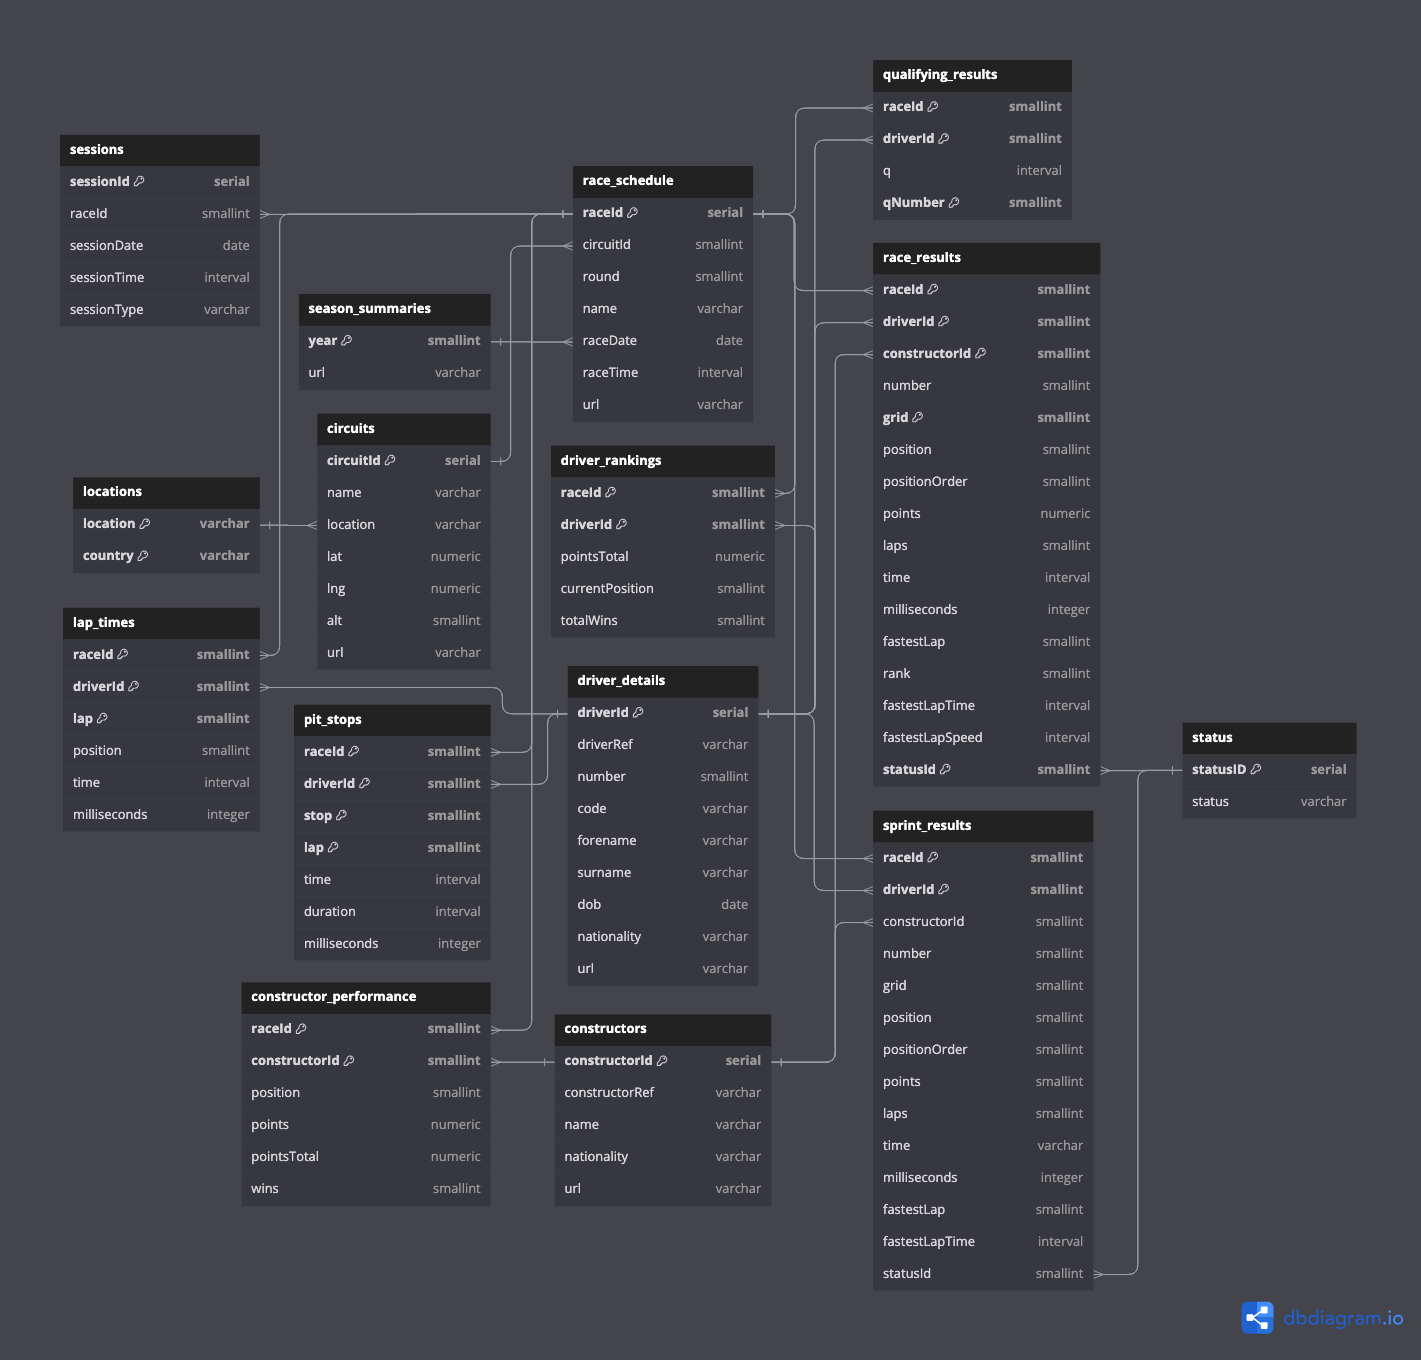 qualifying_results
raceId smallint
driverId smallint
q interval
qNumber smallint
sessions
sessionId serial
raceId smallint
sessionDate date
sessionTime interval
sessionType varchar
race_schedule
raceId serial
circuitId smallint
round smallint
name varchar
raceDate date
raceTime interval
url varchar
race_results
raceId smallint
driverId smallint
constructorId smallint
number smallint
grid smallint
position smallint
positionOrder smallint
points numeric
laps smallint
time interval
milliseconds integer
fastestLap smallint
rank smallint
fastestLapTime interval
fastestLapSpeed interval
statusId smallint
season_summaries
year smallint
url varchar
circuits
circuitId serial
name varchar
location varchar
lat numeric
lng numeric
alt smallint
url varchar
driver_rankings
raceId smallint
driverId smallint
pointsTotal numeric
currentPosition smallint
totalWins smallint
locations
location varchar
country varchar
lap_times
raceId smallint
driverId smallint
lap smallint
position smallint
time interval
milliseconds integer
driver_details
driverId serial
driverRef varchar
number smallint
code varchar
forename varchar
surname varchar
dob date
nationality varchar
url varchar
pit_stops
raceId smallint
driverId smallint
stop smallint
lap smallint
time interval
duration interval
milliseconds integer
status
statusID serial
status varchar
sprint_results
raceId smallint
driverId smallint
constructorId smallint
number smallint
grid smallint
position smallint
positionOrder smallint
points smallint
laps smallint
time varchar
milliseconds integer
fastestLap smallint
fastestLapTime interval
statusId smallint
constructor_performance
raceId smallint
constructorId smallint
position smallint
points numeric
pointsTotal numeric
wins smallint
constructors
constructorId serial
constructorRef varchar
name varchar
nationality varchar
url varchar
dbdiagram.io